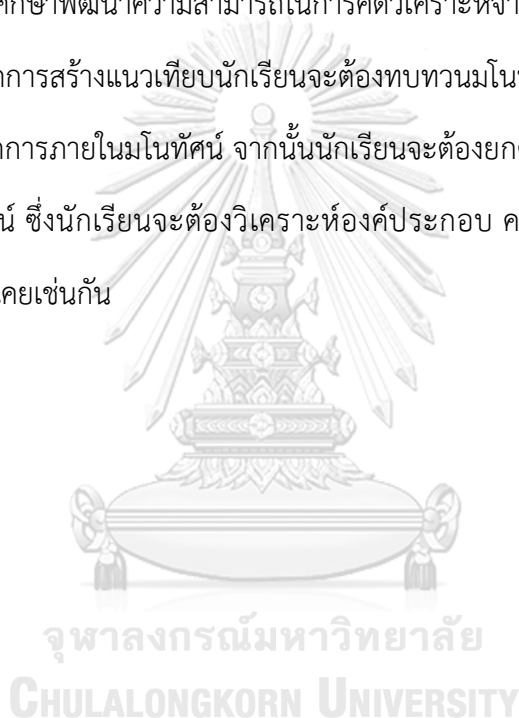 ศึกษาพัฒนาความสามารถในการคิดวิเคราะห์จา
การสร้างแนวเทียบนักเรียนจะต้องทบทวนมโน
การภายในมโนทัศน์ จากนั้นนักเรียนจะต้องยก
น์ ซึ่งนักเรียนจะต้องวิเคราะห์องค์ประกอบ ค
เคยเช่นกัน
จุฬาลงกรณ์มหาวิทยาลัย
CHULALONGKORN UNIVERSITY